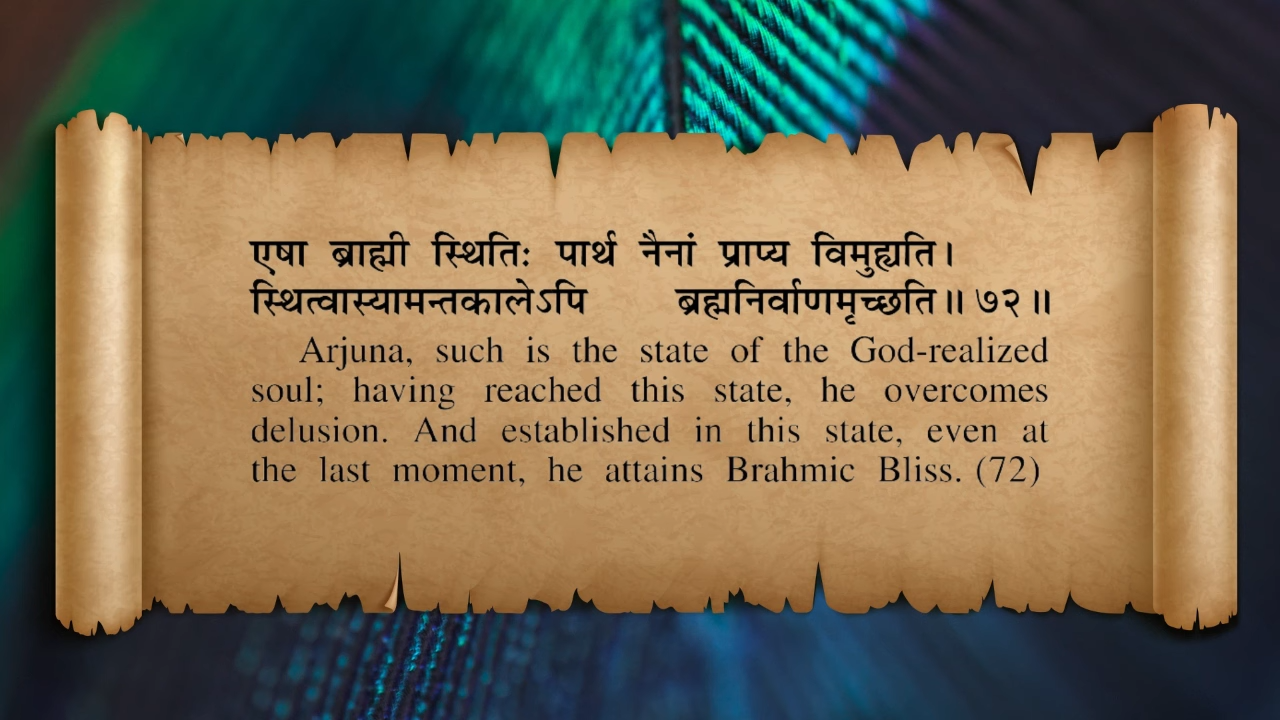 एषा ब्राह्मी स्थितिः पार्थ नैनां प्राप्य विमुह्यति।
स्थित्वास्यामन्तकालेऽपि ब्रह्मनिर्वाणमृच्छति॥ ७२॥
Arjuna, such is the state of the God-realized
soul; having reached this state, he overcomes
delusion. And established in this state, even at
the last moment, he attains Brahmic Bliss. (72)